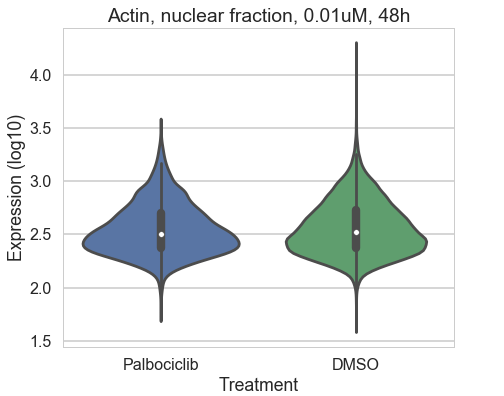 Actin, nuclear fraction, 0.01uM, 48h
Expression (log10)
4.0
3.5
3.0
2.5
2.0
1.5
Palbociclib
DMSO
Treatment